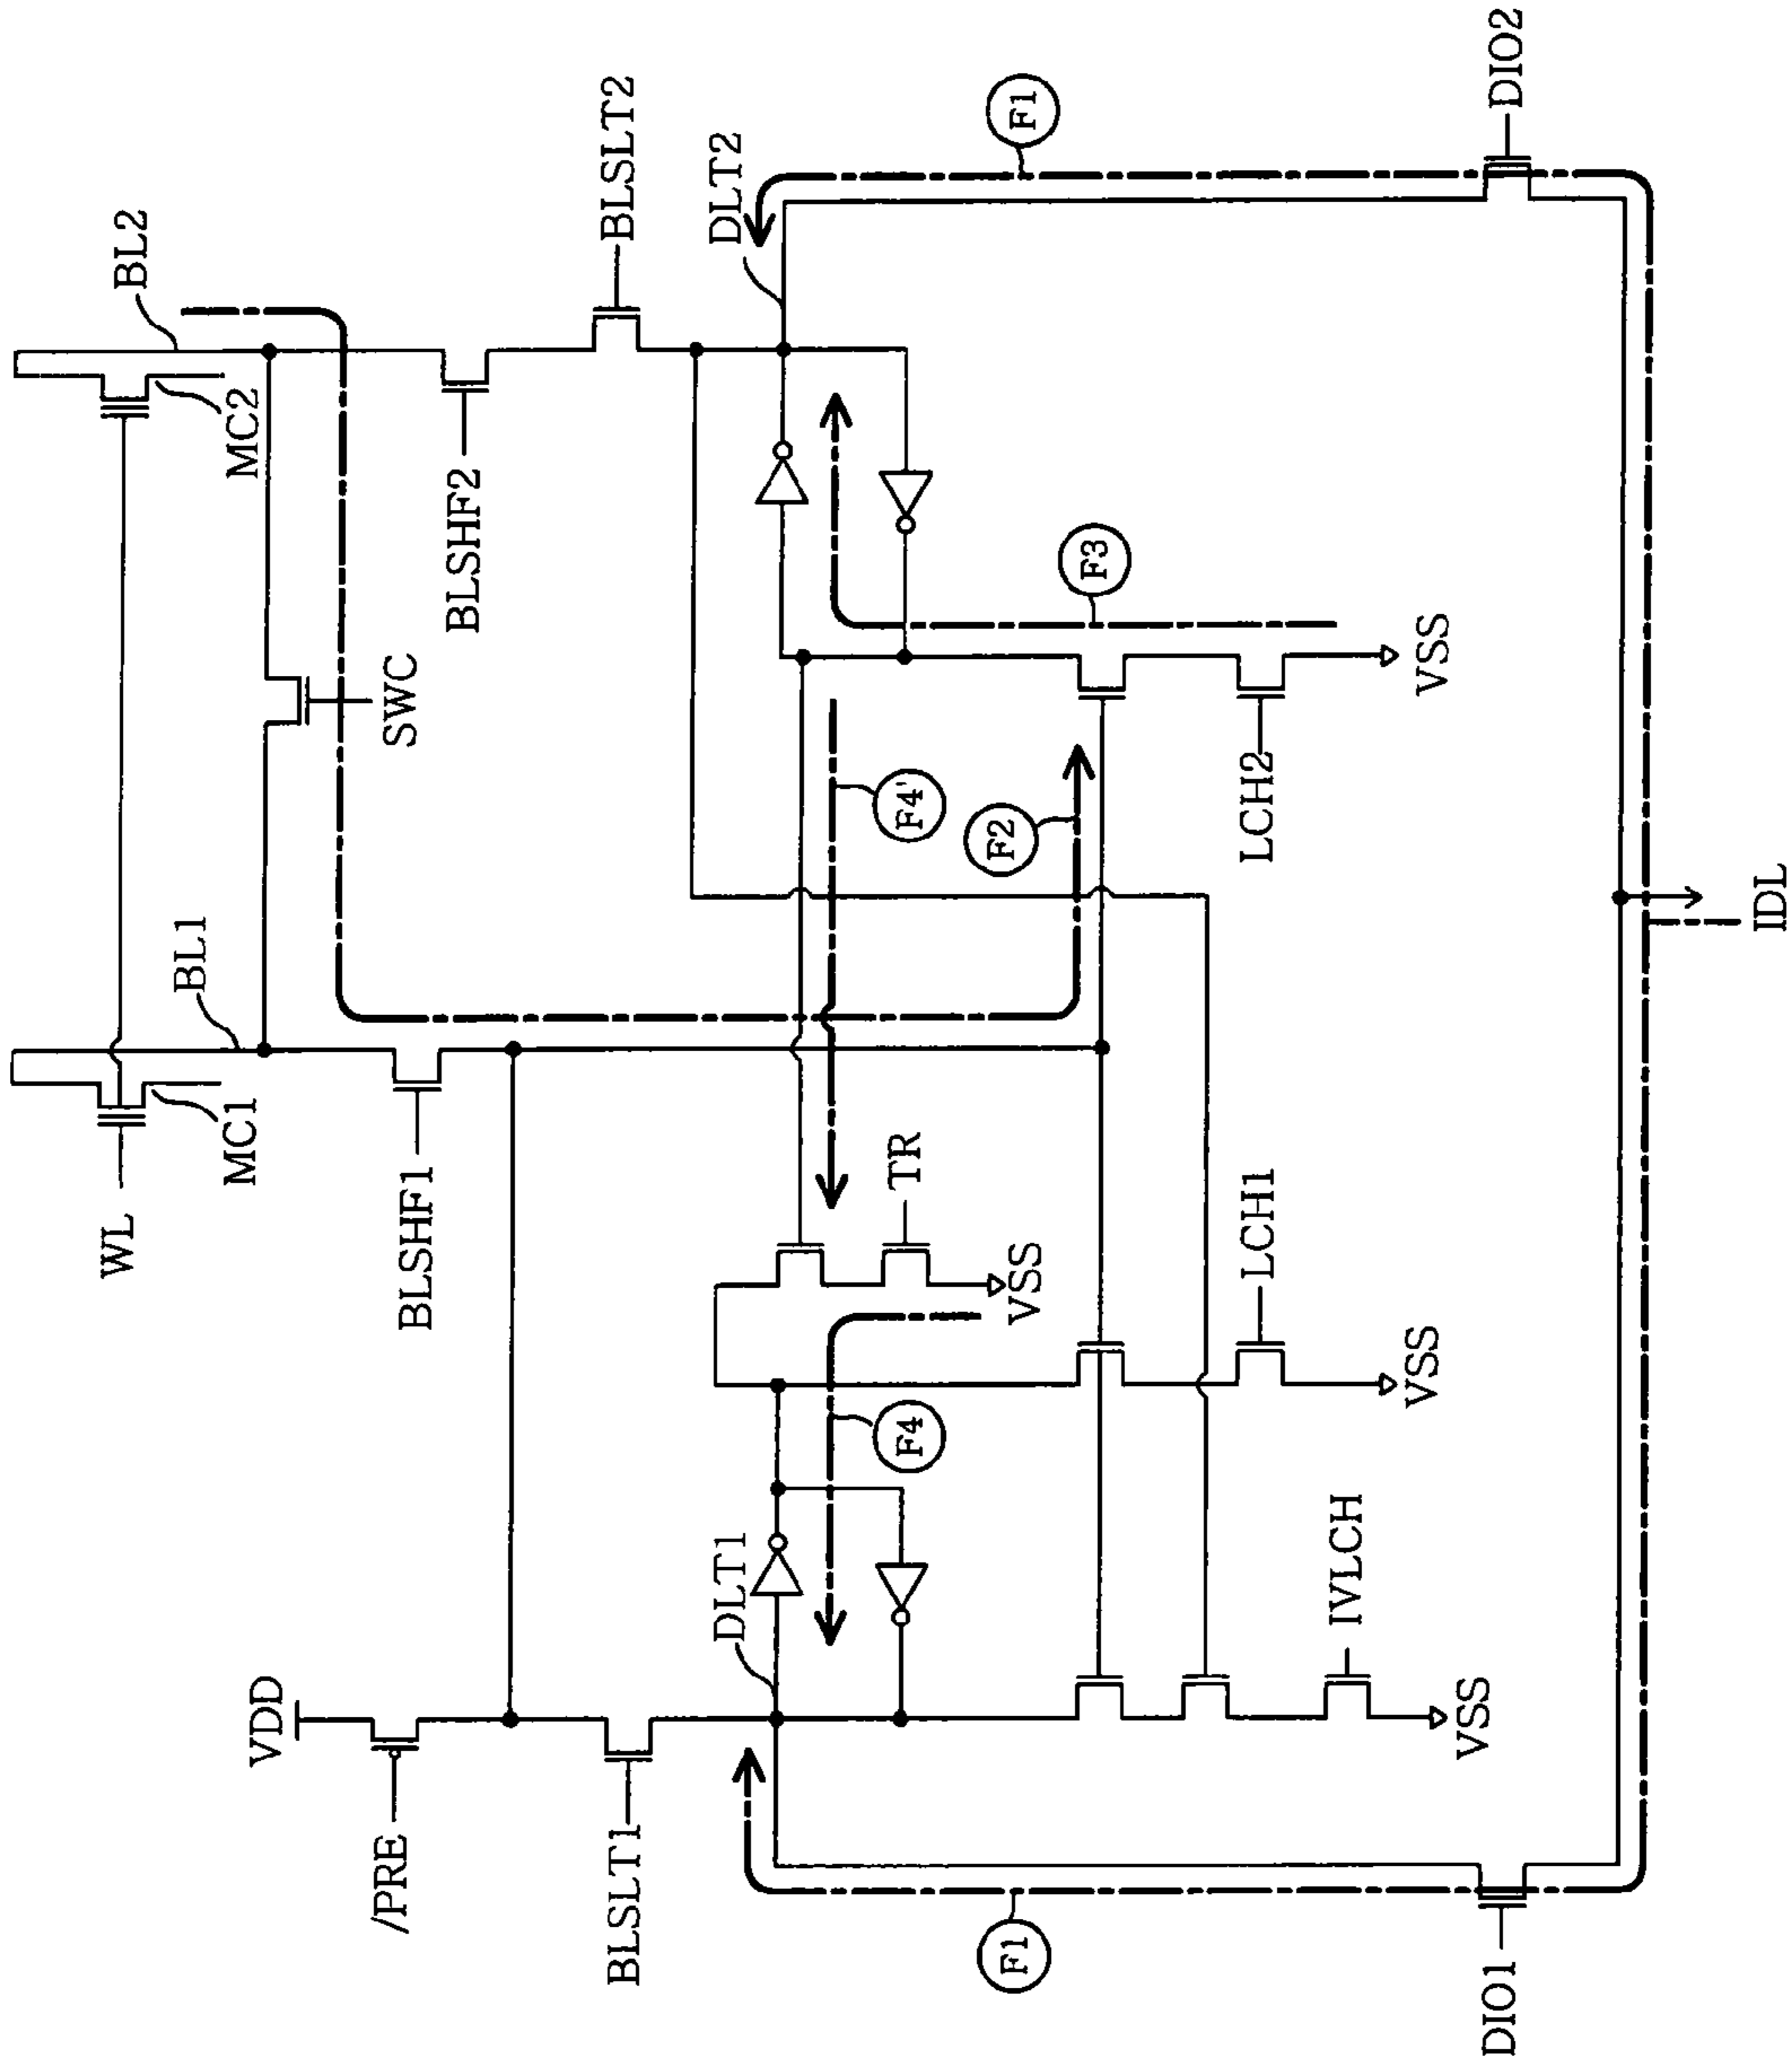 DIO2
F1
BLSLT2
DLT2
BL2
MC2
BLSHF2
F3
SWC
VSS
F4'
F2
LCH2
IDL
BL1
MC1
WL
BLSHF1
TR
VSS
LCH1
VSS
F4
DLT1
IVLCH
VDD
VSS
/PRE
BLSLT1
F1
DIO1